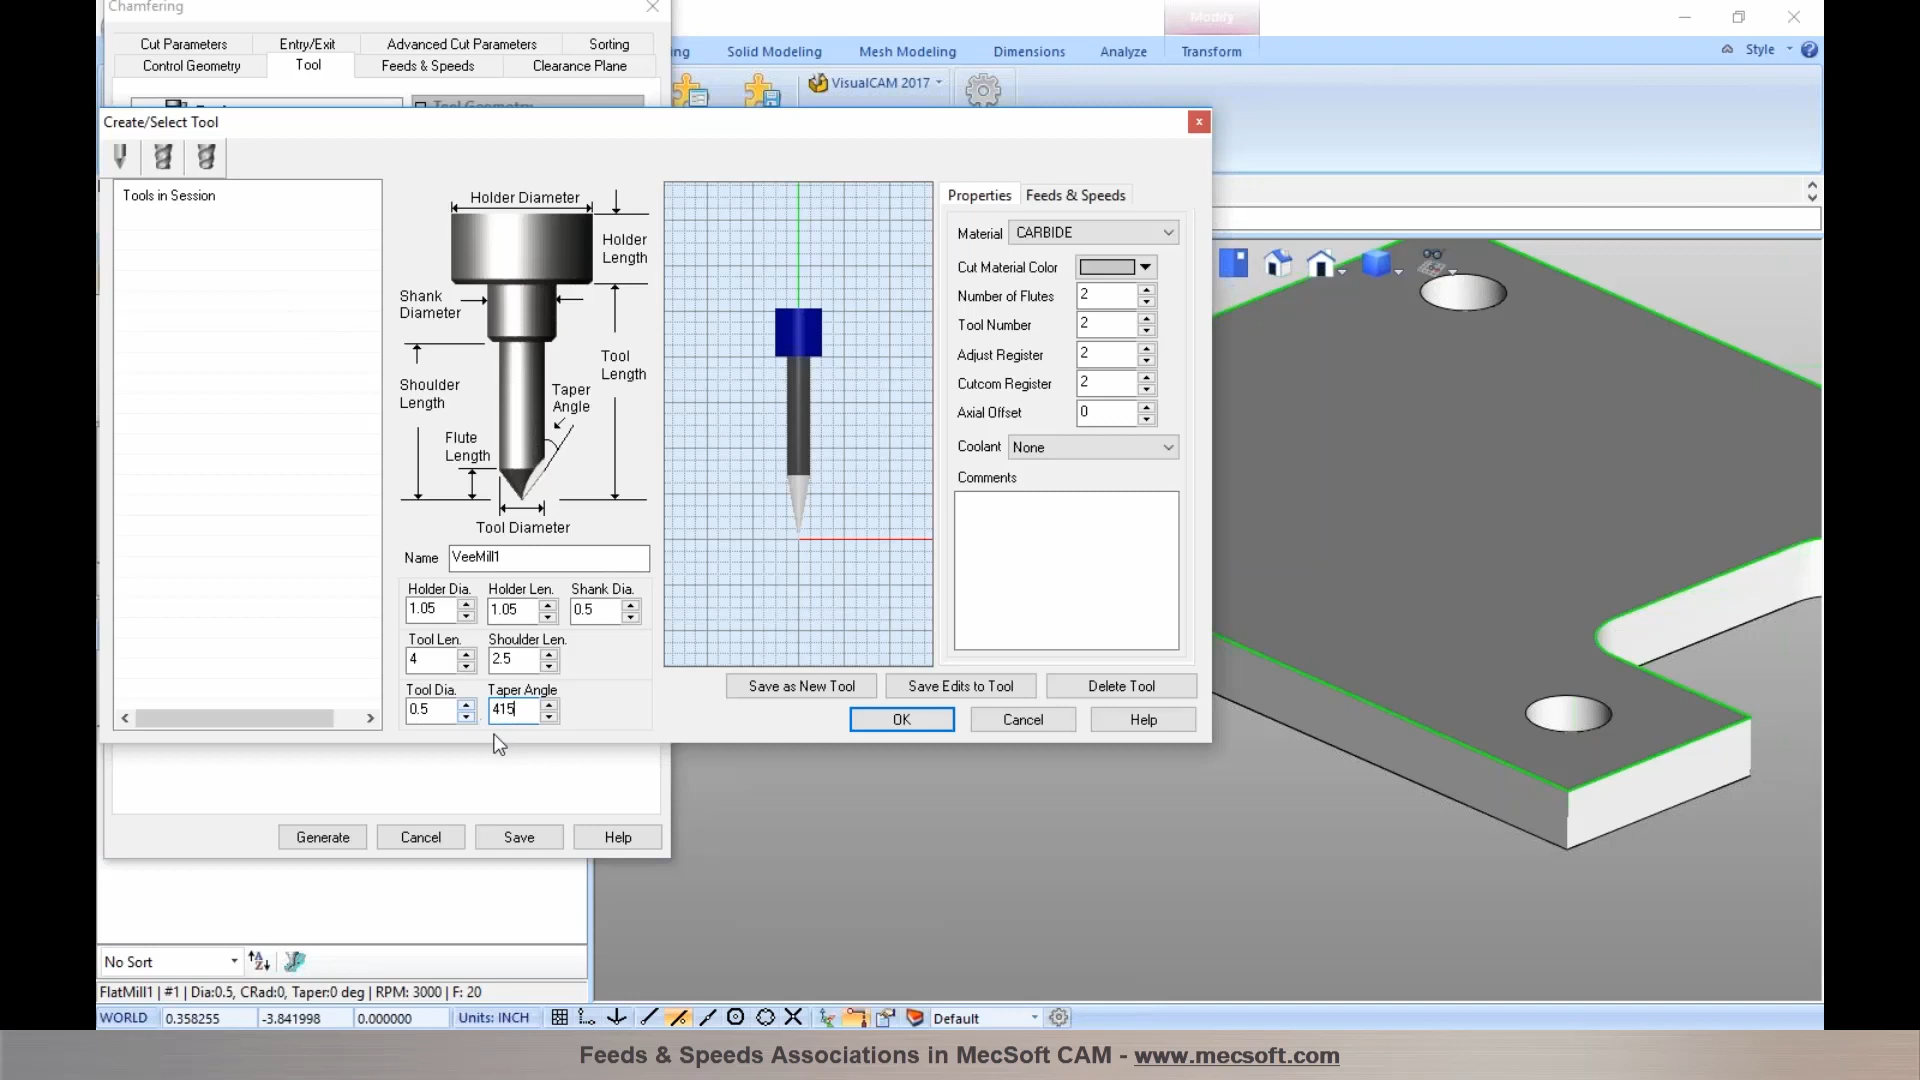 Chamfering
Modify
Cut Parameters
Entry/Exit
Advanced Cut Parameters
Sorting
Control Geometry
Tool
Feeds & Speeds
Clearance Plane
ng
Solid Modeling
Mesh Modeling
Dimensions
Analyze
Transform
Style
VisualCAM 2017
Tool Geometry
Create/Select Tool
Tools in Session
Holder Diameter
Holder
Length
Shank
Diameter
Tool
Length
Shoulder
Length
Taper
Angle
Flute
Length
Tool Diameter
Name
VeeMill1
Holder Dia.
Holder Len.
Shank Dia.
1.05
1.05
0.5
Tool Len.
Shoulder Len.
4
2.5
Tool Dia.
Taper Angle
0.5
415
Properties
Feeds & Speeds
Material
CARBIDE
Cut Material Color
Number of Flutes
2
Tool Number
2
Adjust Register
2
Cutcom Register
2
Axial Offset
0
Coolant
None
Comments
Save as New Tool
Save Edits to Tool
Delete Tool
OK
Cancel
Help
Generate
Cancel
Save
Help
No Sort
FlatMill1 | #1 | Dia:0.5, CRad:0, Taper:0 deg | RPM: 3000 | F: 20
WORLD
0.358255
-3.841998
0.000000
Units: INCH
Default
Feeds & Speeds Associations in MecSoft CAM - www.mecsoft.com